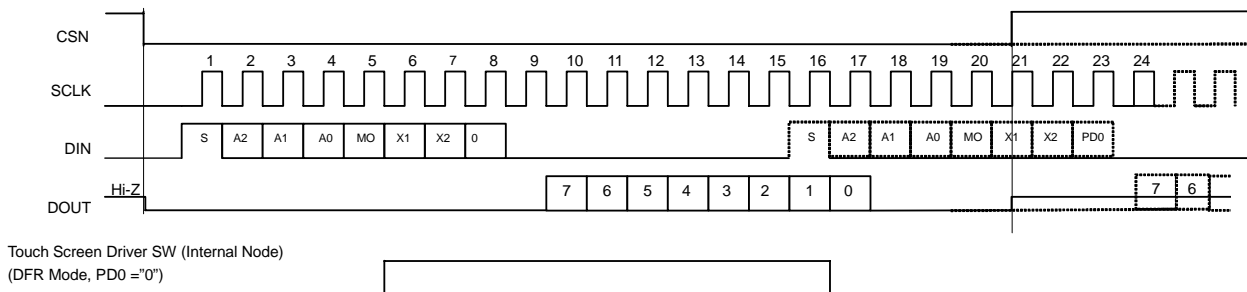 CSN
1 2 3 4 5 6 7 8 9 10 11 12 13 14 15 16 17 18 19 20 21 22 23 24
SCLK
DIN S A2 A1 A0 MO X1 X2 0 S A2 A1 A0 MO X1 X2 PD0
Hi-Z
DOUT 7 6 5 4 3 2 1 0 7 6
Touch Screen Driver SW (Internal Node)
(DFR Mode, PD0 ="0")